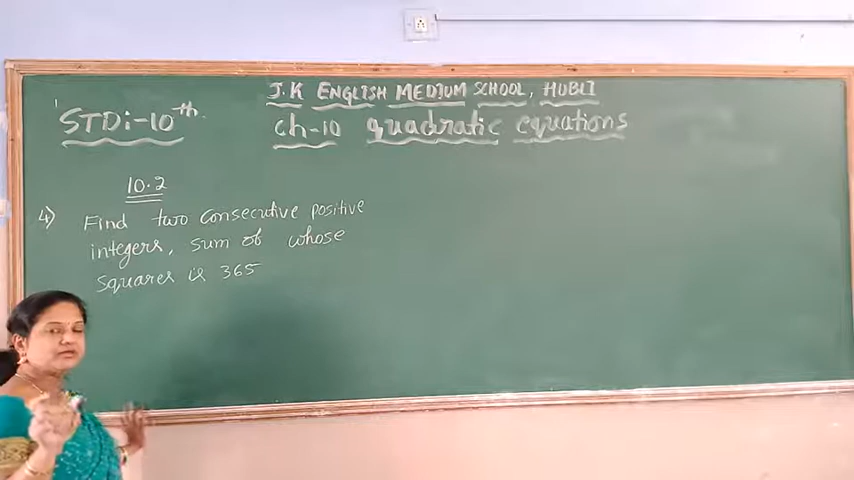 J.K ENGLISH MEDIUM SCHOOL, HUBLI
STD:-10th
ch-10 quadratic equations
10.2
4) Find two consecutive positive
integers, sum of whose
squares is 365